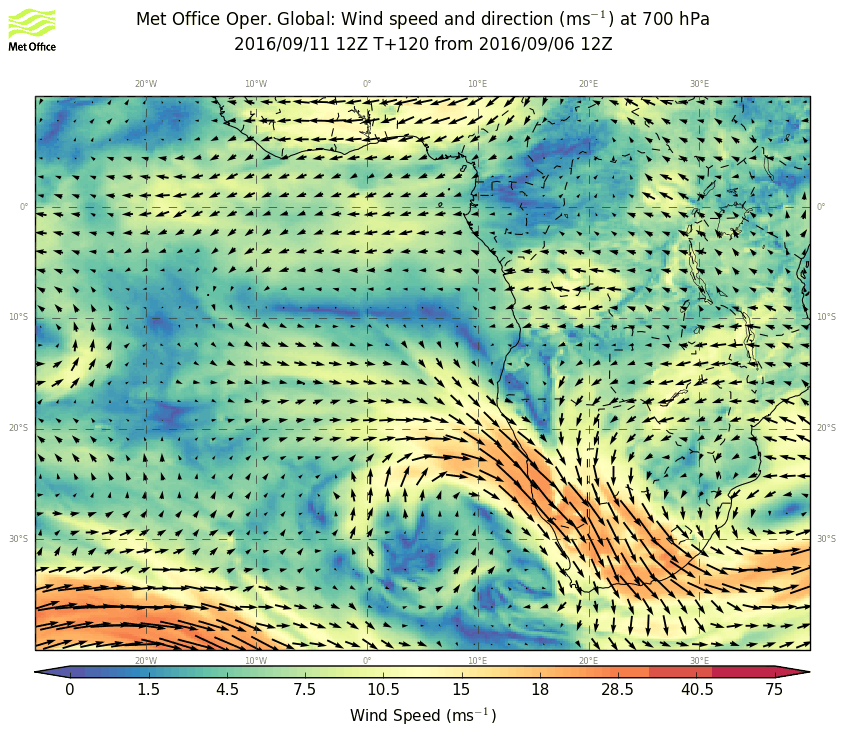 Met Office
Met Office Oper. Global: Wind speed and direction (ms⁻¹) at 700 hPa
2016/09/11 12Z T+120 from 2016/09/06 12Z
20°W 10°W 0° 10°E 20°E 30°E
0° 0°
10°S 10°S
20°S 20°S
30°S 30°S
20°W 10°W 0° 10°E 20°E 30°E
0 1.5 4.5 7.5 10.5 15 18 28.5 40.5 75
Wind Speed (ms⁻¹)